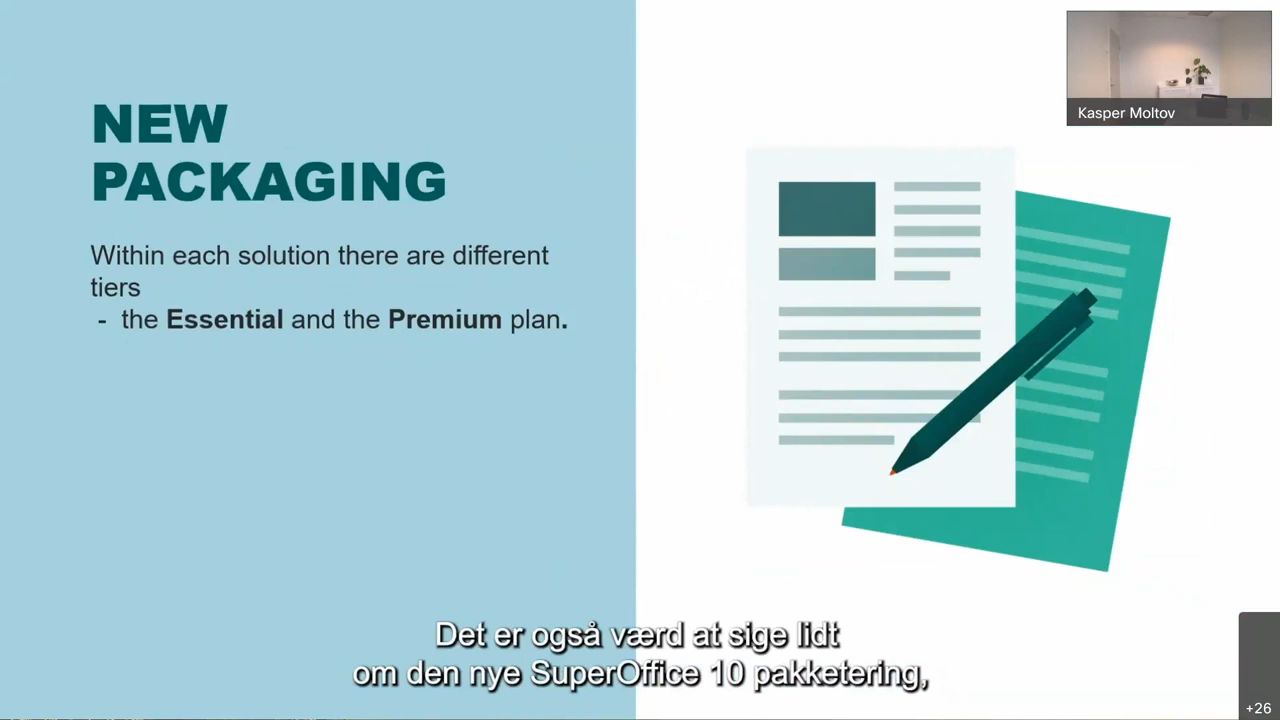 NEW
PACKAGING
Within each solution there are different
tiers
- the Essential and the Premium plan.
Kasper Moltov
Det er også værd at sige lidt
om den nye SuperOffice 10 pakketering,
+26